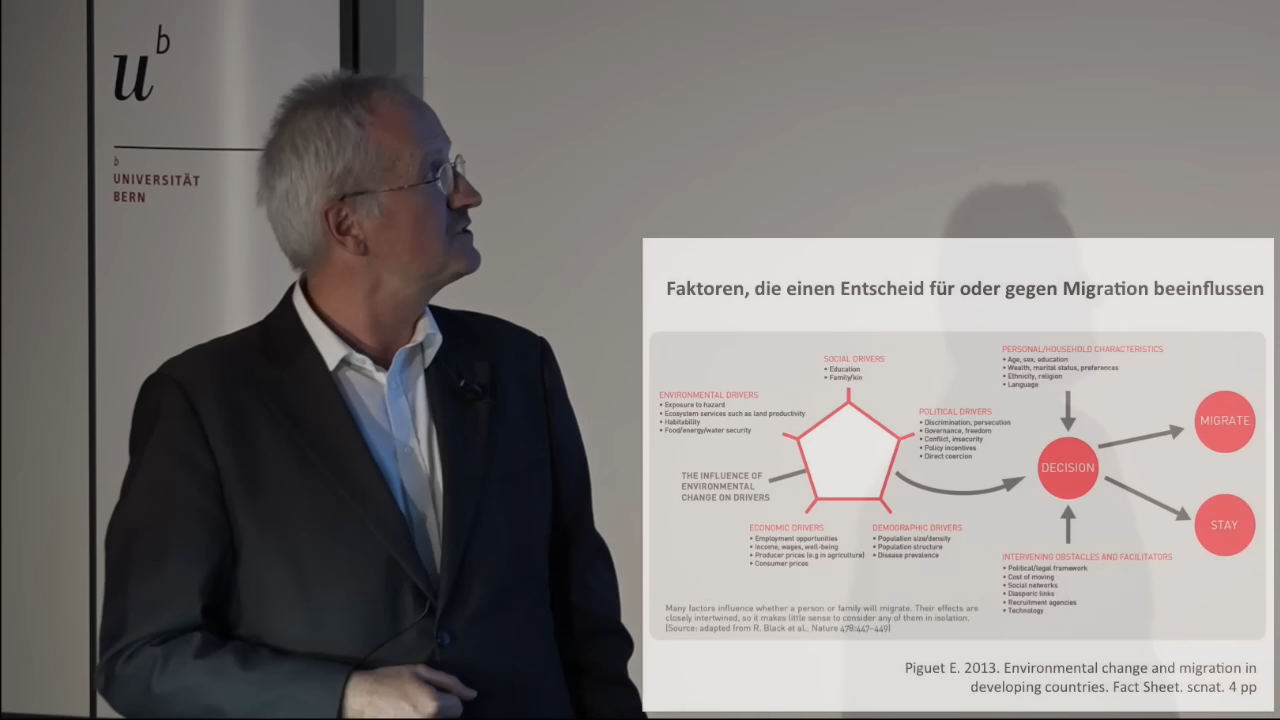 u^b
b
UNIVERSITÄT
BERN
Faktoren, die einen Entscheid für oder gegen Migration beeinflussen
SOCIAL DRIVERS
• Education
• Family/kin
ENVIRONMENTAL DRIVERS
• Exposure to hazard
• Ecosystem services such as land productivity
• Habitability
• Food/energy/water security
POLITICAL DRIVERS
• Discrimination, persecution
• Governance, freedom
• Conflict, insecurity
• Policy incentives
• Direct coercion
THE INFLUENCE OF
ENVIRONMENTAL
CHANGE ON DRIVERS
ECONOMIC DRIVERS
• Employment opportunities
• Income, wages, well-being
• Producer prices (e.g in agriculture)
• Consumer prices
DEMOGRAPHIC DRIVERS
• Population size/density
• Population structure
• Disease prevalence
PERSONAL/HOUSEHOLD CHARACTERISTICS
• Age, sex, education
• Wealth, marital status, preferences
• Ethnicity, religion
• Language
DECISION
MIGRATE
STAY
INTERVENING OBSTACLES AND FACILITATORS
• Political/legal framework
• Cost of moving
• Social networks
• Diasporic links
• Recruitment agencies
• Technology
Many factors influence whether a person or family will migrate. Their effects are
closely intertwined, so it makes little sense to consider any of them in isolation.
(Source: adapted from R. Black et al., Nature 478:447–449)
Piguet E. 2013. Environmental change and migration in
developing countries. Fact Sheet. scnat. 4 pp